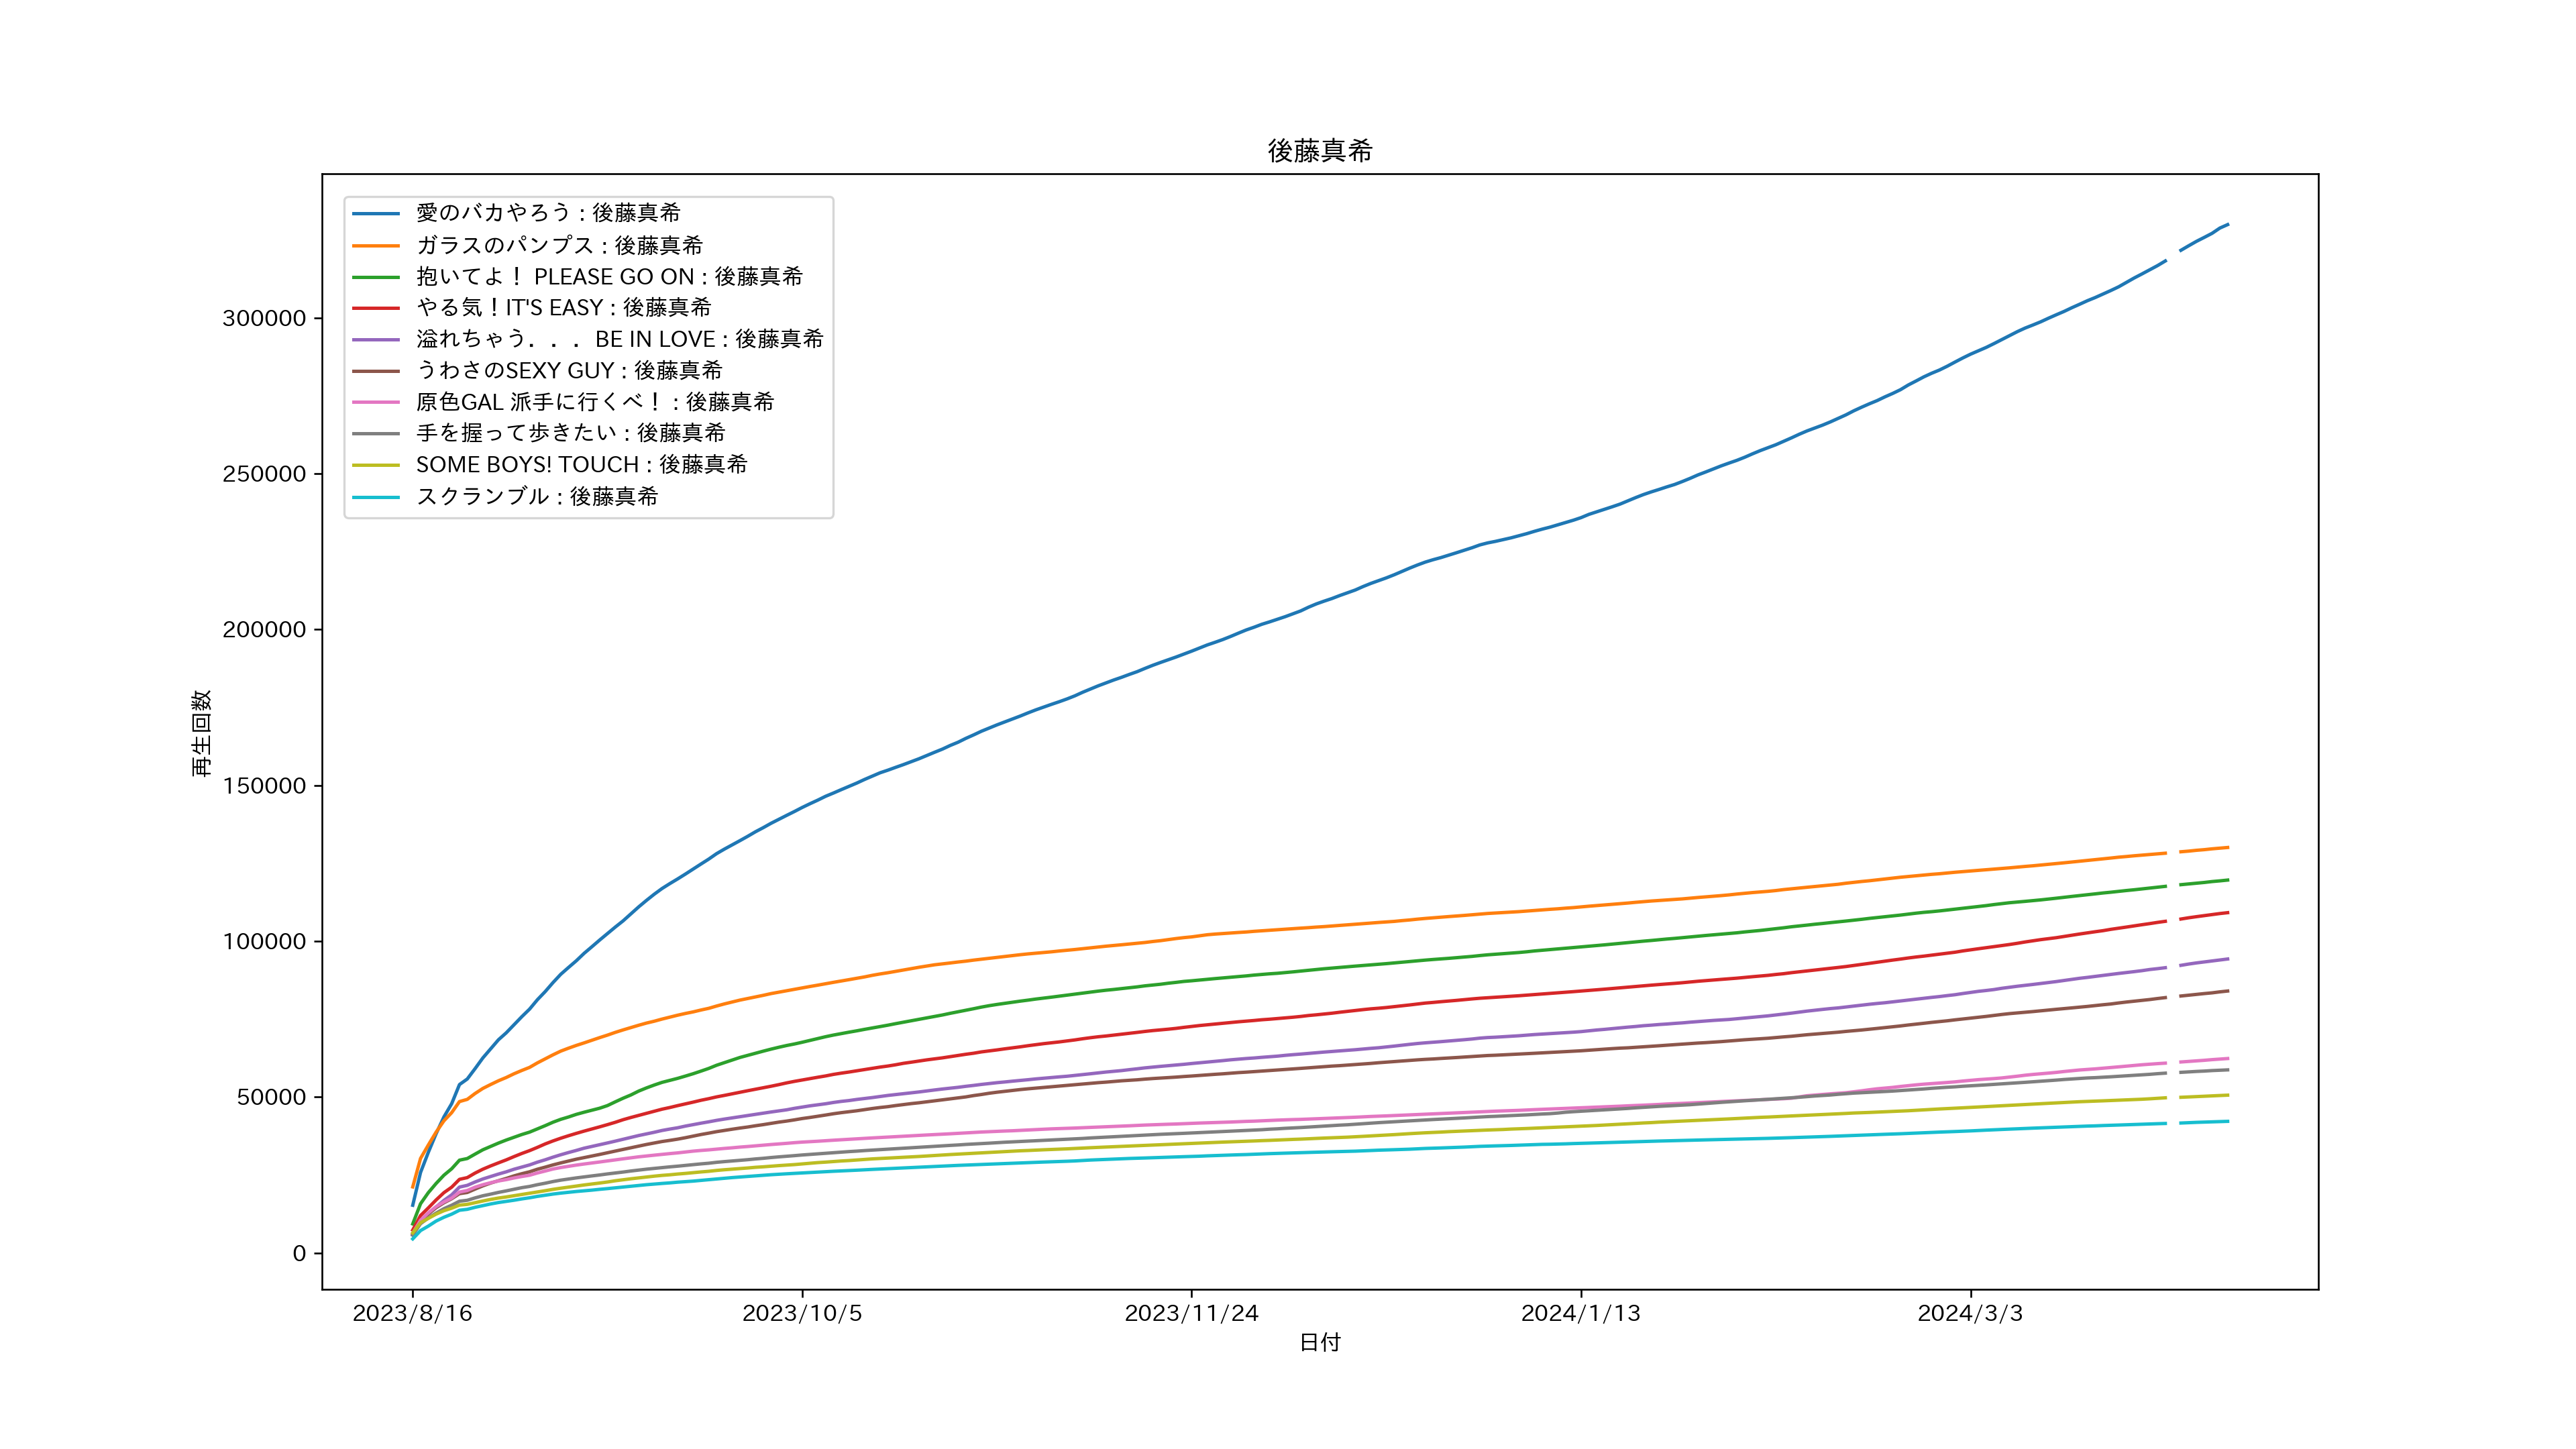 後藤真希
愛のバカやろう : 後藤真希
ガラスのパンプス : 後藤真希
抱いてよ！ PLEASE GO ON : 後藤真希
やる気！IT'S EASY : 後藤真希
溢れちゃう．．． BE IN LOVE : 後藤真希
うわさのSEXY GUY : 後藤真希
原色GAL 派手に行くべ！ : 後藤真希
手を握って歩きたい : 後藤真希
SOME BOYS! TOUCH : 後藤真希
スクランブル : 後藤真希
再生回数
300000
250000
200000
150000
100000
50000
0
2023/8/16
2023/10/5
2023/11/24
2024/1/13
2024/3/3
日付